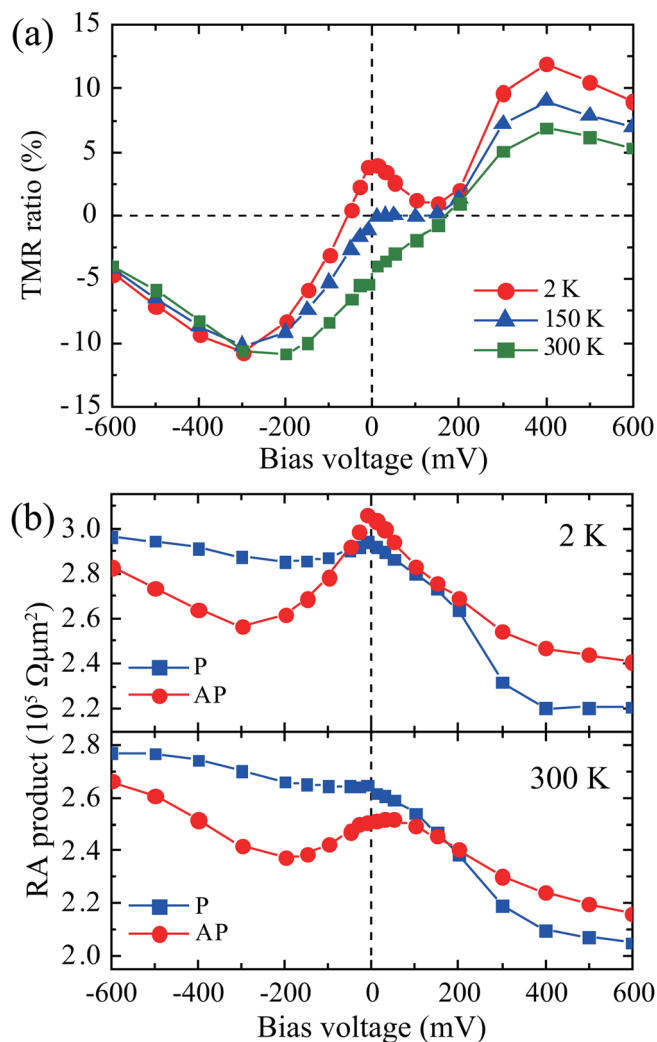 (a)
15
10
5
0
-5
-10
-15
TMR ratio (%)
2 K
150 K
300 K
-600 -400 -200 0 200 400 600
Bias voltage (mV)
(b)
3.0
2.8
2.6
2.4
2.2
2 K
P
AP
2.8
2.6
2.4
2.2
2.0
RA product (10⁵ Ωμm²)
300 K
P
AP
-600 -400 -200 0 200 400 600
Bias voltage (mV)